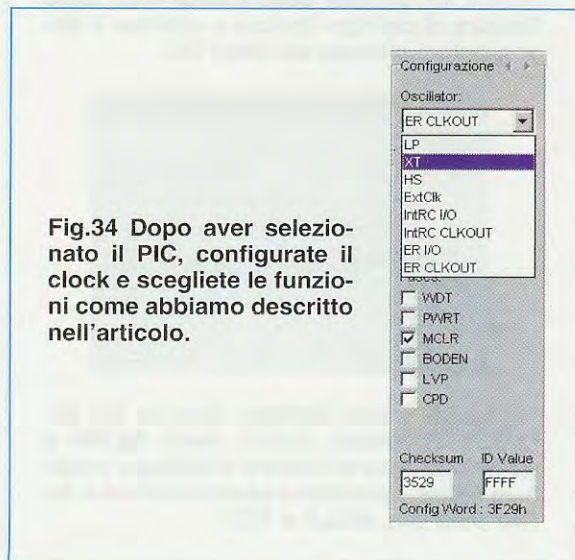 Fig.34 Dopo aver selezio-
nato il PIC, configurate il
clock e scegliete le funzio-
ni come abbiamo descritto
nell'articolo.
Configurazione
Oscillator:
ER CLKOUT
LP
XT
HS
ExtClk
IntRC I/O
IntRC CLKOUT
ER I/O
ER CLKOUT
Fuses:
WDT
PWRT
MCLR
BODEN
LVP
CPD
Checksum ID Value
3529 FFFF
Config Word : 3F29h